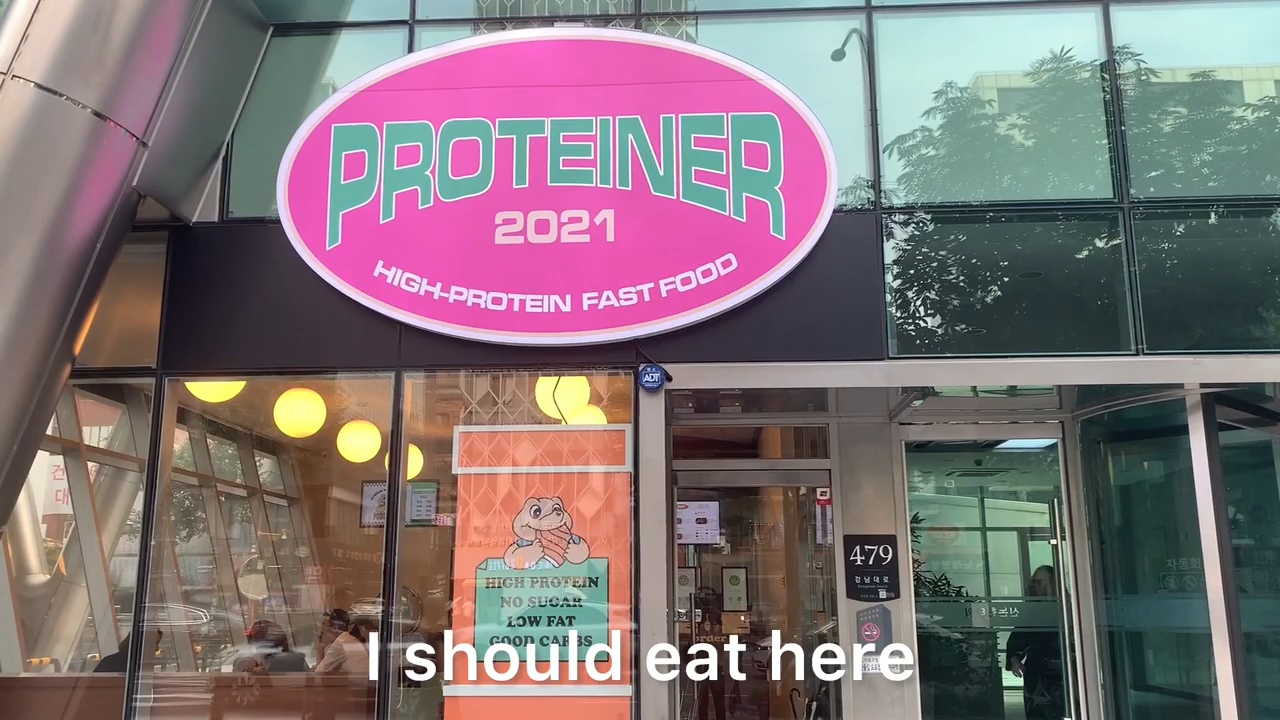 PROTEINER
2021
HIGH-PROTEIN FAST FOOD
ADT
HIGH PROTEIN
NO SUGAR
LOW FAT
GOOD CARBS
479
강남대로
order
I should eat here